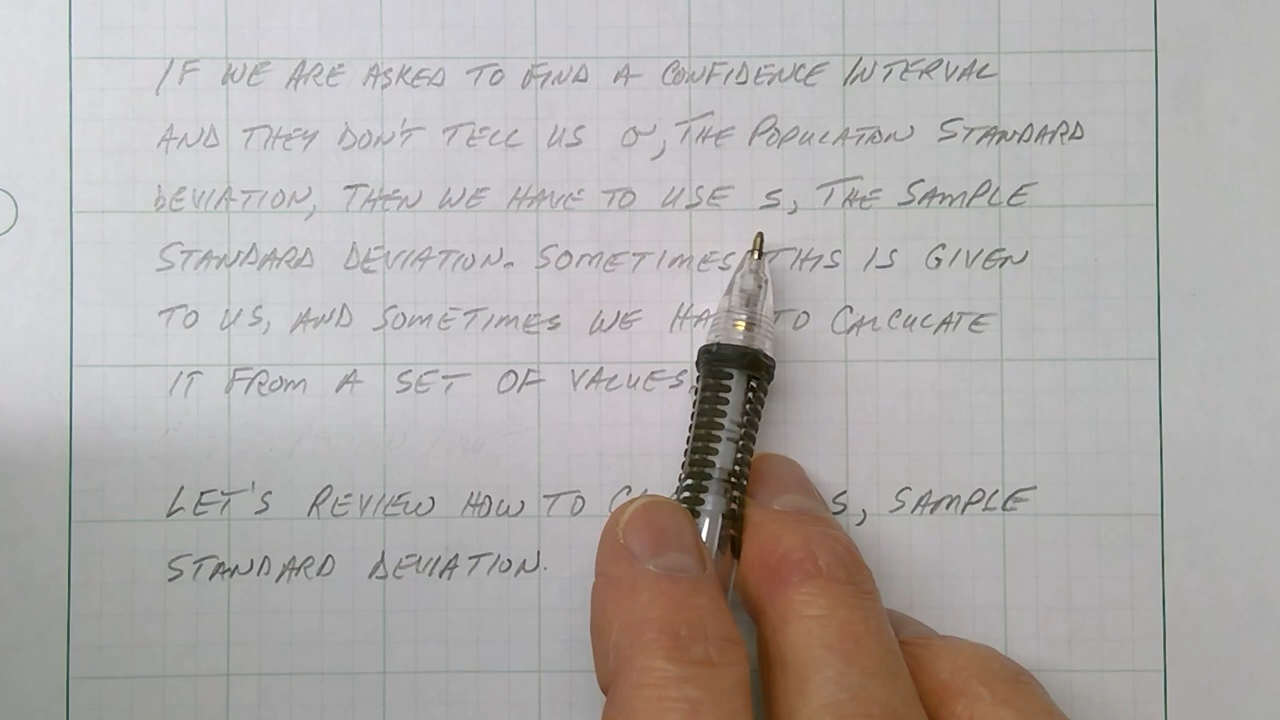 IF WE ARE ASKED TO FIND A CONFIDENCE INTERVAL
AND THEY DON'T TELL US σ, THE POPULATION STANDARD
DEVIATION, THEN WE HAVE TO USE s, THE SAMPLE
STANDARD DEVIATION. SOMETIMES THIS IS GIVEN
TO US, AND SOMETIMES WE TO CALCULATE
IT FROM A SET OF VALUES.
LET'S REVIEW HOW TO s, SAMPLE
STANDARD DEVIATION.